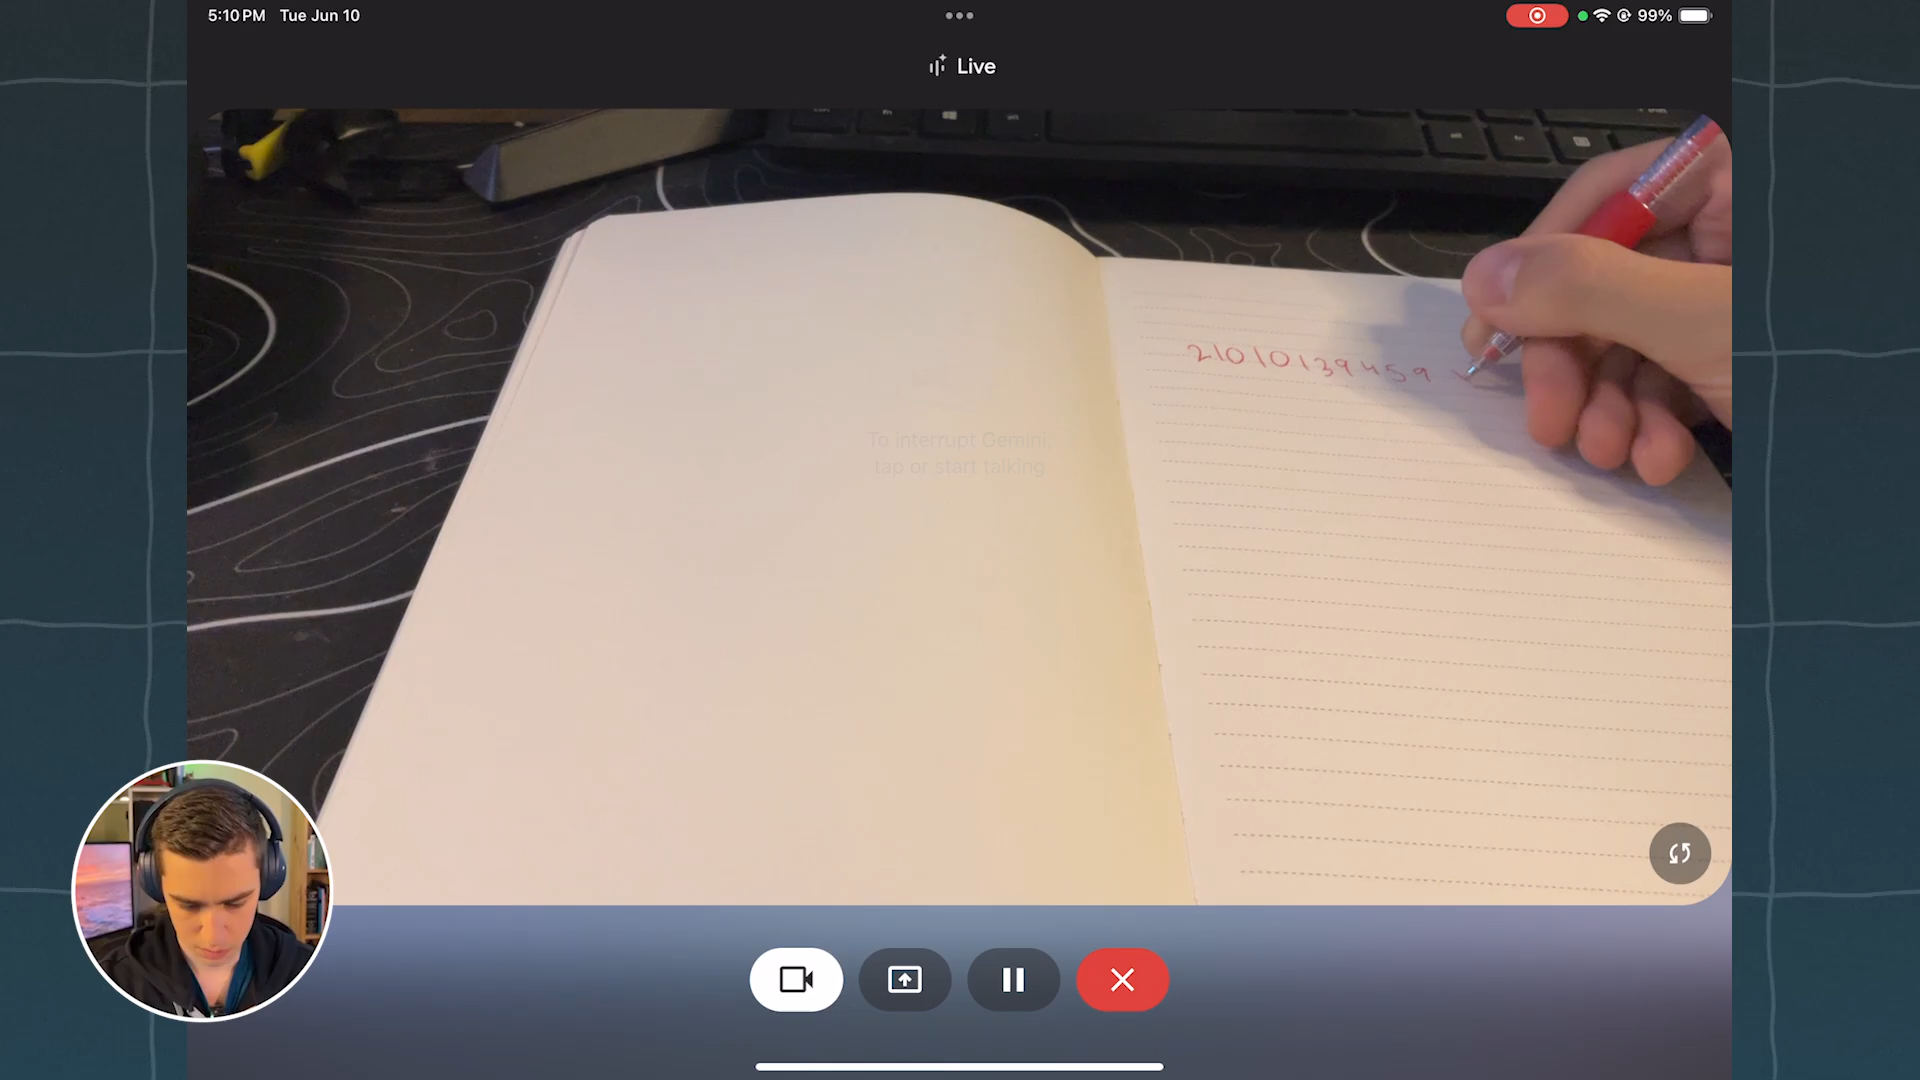 5:10 PM Tue Jun 10
99%
Live
21010139459
To interrupt Gemini,
tap or start talking